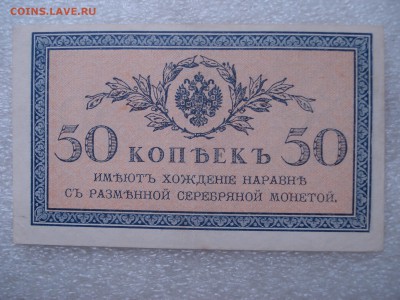 COINS.LAVE.RU
50 КОПѢЕКЪ 50
ИМѢЮТЪ ХОЖДЕНІЕ НАРАВНѢ
СЪ РАЗМѢННОЙ СЕРЕБРЯНОЙ МОНЕТОЙ.